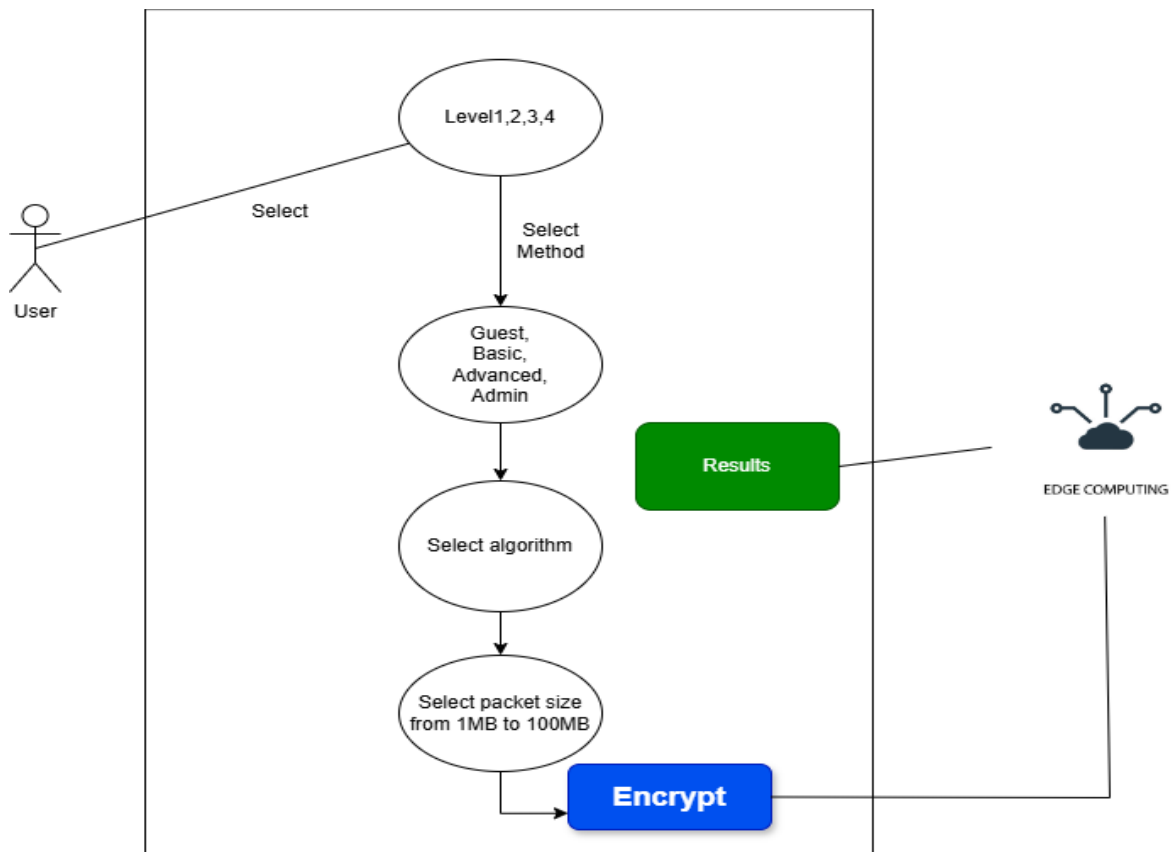 Level1,2,3,4
Select
User
Select
Method
Guest,
Basic,
Advanced,
Admin
Results
EDGE COMPUTING
Select algorithm
Select packet size
from 1MB to 100MB
Encrypt